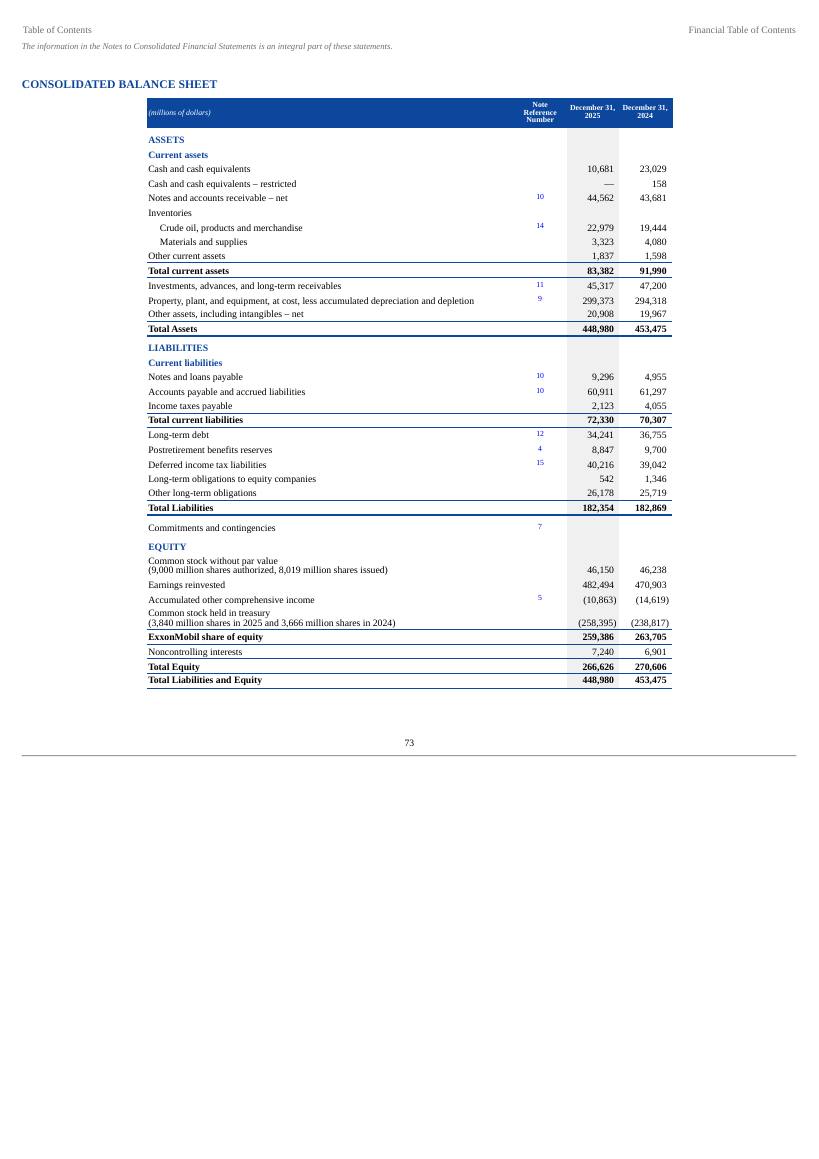 Table of Contents Financial Table of Contents
The information in the Notes to Consolidated Financial Statements is an integral part of these statements.
CONSOLIDATED BALANCE SHEET
(millions of dollars) Note Reference Number December 31, 2025 December 31, 2024
ASSETS
Current assets
Cash and cash equivalents 10,681 23,029
Cash and cash equivalents – restricted — 158
Notes and accounts receivable – net 10 44,562 43,681
Inventories
Crude oil, products and merchandise 14 22,979 19,444
Materials and supplies 3,323 4,080
Other current assets 1,837 1,598
Total current assets 83,382 91,990
Investments, advances, and long-term receivables 11 45,317 47,200
Property, plant, and equipment, at cost, less accumulated depreciation and depletion 9 299,373 294,318
Other assets, including intangibles – net 20,908 19,967
Total Assets 448,980 453,475
LIABILITIES
Current liabilities
Notes and loans payable 10 9,296 4,955
Accounts payable and accrued liabilities 10 60,911 61,297
Income taxes payable 2,123 4,055
Total current liabilities 72,330 70,307
Long-term debt 12 34,241 36,755
Postretirement benefits reserves 4 8,847 9,700
Deferred income tax liabilities 15 40,216 39,042
Long-term obligations to equity companies 542 1,346
Other long-term obligations 26,178 25,719
Total Liabilities 182,354 182,869
Commitments and contingencies 7
EQUITY
Common stock without par value
(9,000 million shares authorized, 8,019 million shares issued) 46,150 46,238
Earnings reinvested 482,494 470,903
Accumulated other comprehensive income 5 (10,863) (14,619)
Common stock held in treasury
(3,840 million shares in 2025 and 3,666 million shares in 2024) (258,395) (238,817)
ExxonMobil share of equity 259,386 263,705
Noncontrolling interests 7,240 6,901
Total Equity 266,626 270,606
Total Liabilities and Equity 448,980 453,475
73